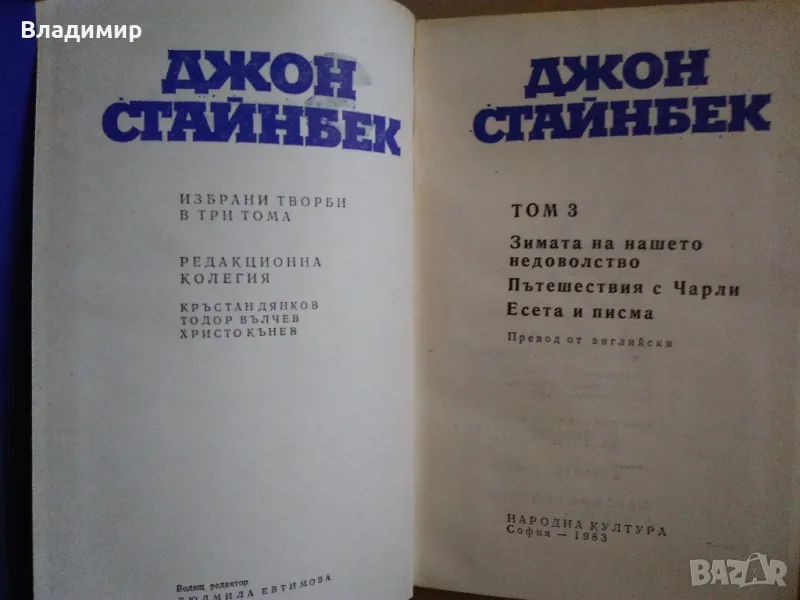 Владимир
ДЖОН
СТАЙНБЕК
ИЗБРАНИ ТВОРБИ
В ТРИ ТОМА
РЕДАКЦИОННА
КОЛЕГИЯ
КРЪСТАН ДЯНКОВ
ТОДОР ВЪЛЧЕВ
ХРИСТО КЪНЕВ
Волещ редактор
ЛЮДМИЛА ЕВТИМОВА
ДЖОН
СТАЙНБЕК
ТОМ 3
Зимата на нашето
недоволство
Пътешествия с Чарли
Есета и писма
Превод от английски
НАРОДНА КУЛТУРА
София — 1983
BAZAR